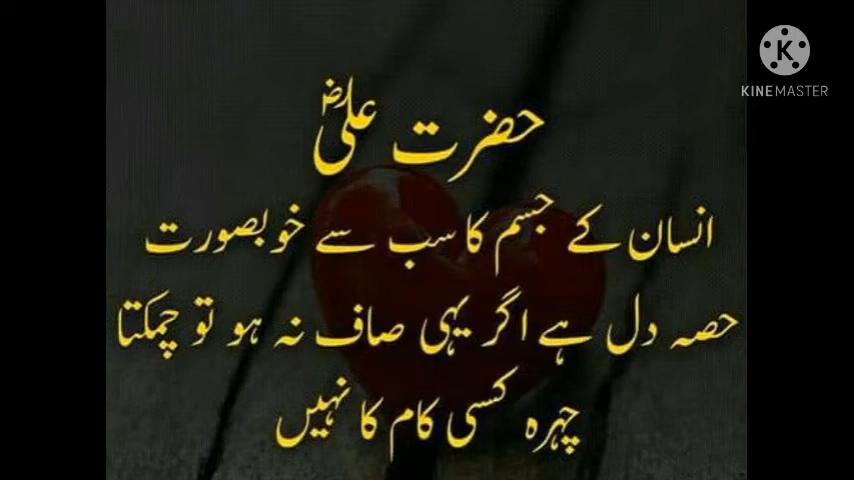 KINEMASTER
حضرت علیؓ
انسان کے جسم کا سب سے خوبصورت
حصہ دل ہے اگر یہی صاف نہ ہو تو چمکتا
چہرہ کسی کام کا نہیں